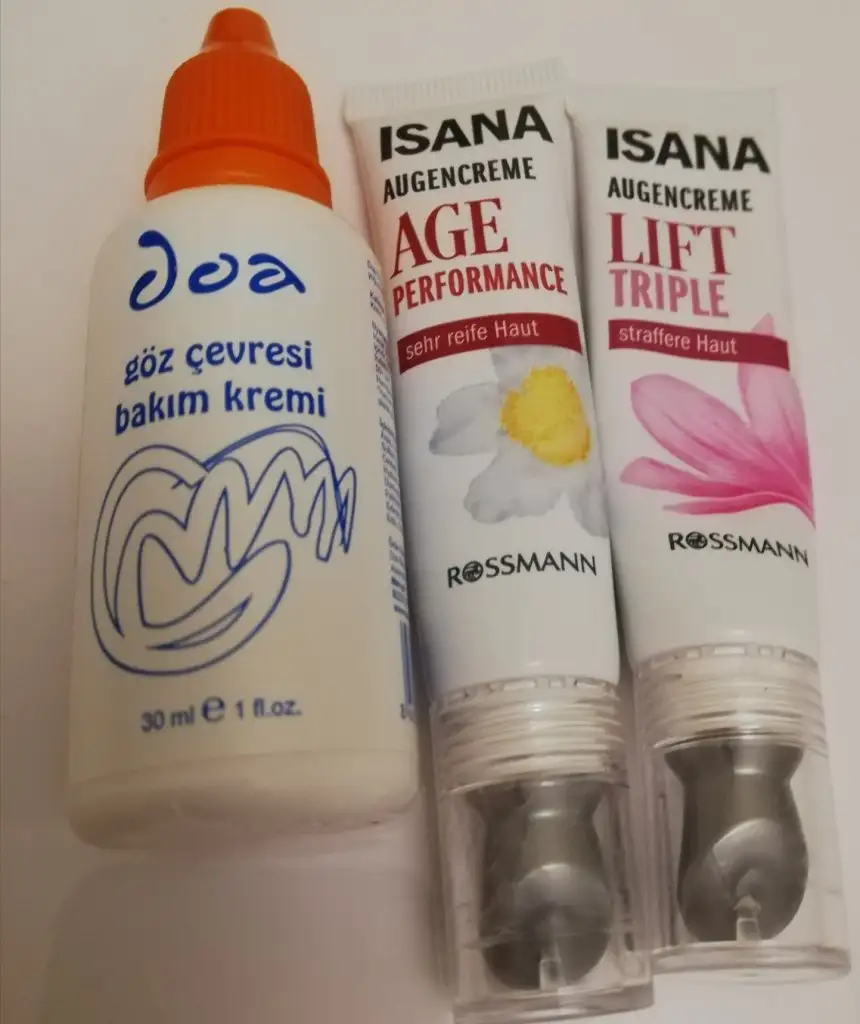 doa
göz çevresi
bakım kremi
30 ml e 1 fl.oz.
ISANA
AUGENCREME
AGE
PERFORMANCE
sehr reife Haut
ROSSMANN
ISANA
AUGENCREME
LIFT
TRIPLE
straffere Haut
ROSSMANN